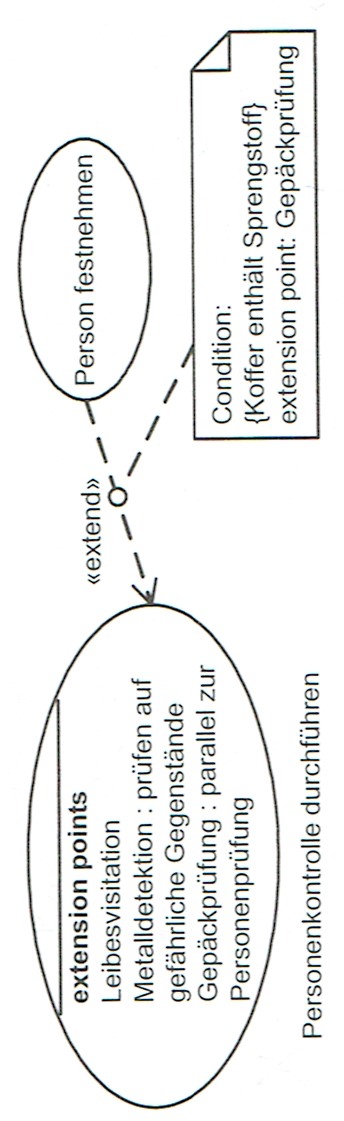 extension points
Leibesvisitation
Metalldetektion : prüfen auf
gefährliche Gegenstände
Gepäckprüfung : parallel zur
Personenprüfung
Personenkontrolle durchführen
«extend»
Person festnehmen
Condition:
{Koffer enthält Sprengstoff}
extension point: Gepäckprüfung